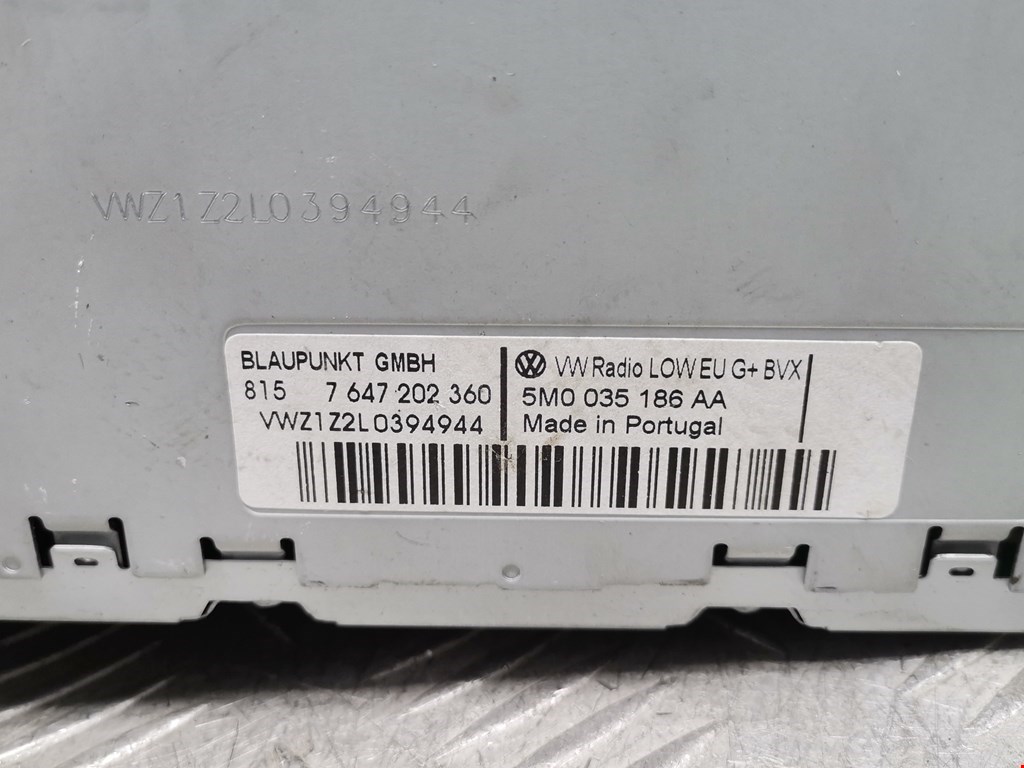 VWZ1Z2L0394944
BLAUPUNKT GMBH
815 7 647 202 360
VWZ1Z2L0394944
VW Radio LOW EU G+ BVX
5M0 035 186 AA
Made in Portugal